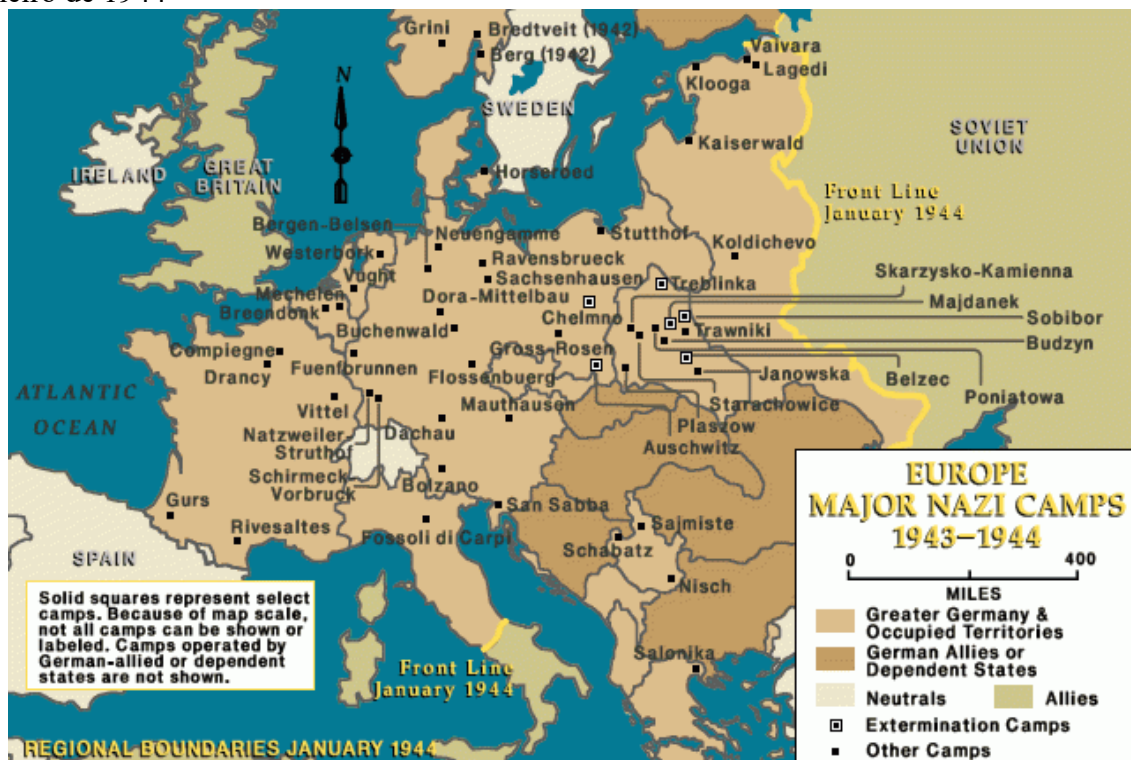 eiro de 1944
Grini
Bredtveit (1942)
Berg (1942)
Vaivara
Lagedi
Klooga
SWEDEN
SOVIET
UNION
Kaiserwald
IRELAND
GREAT
BRITAIN
N
Horseroed
Front Line
January 1944
Bergen-Belsen
Neuengamme
Stutthof
Koldichevo
Westerbork
Ravensbrueck
Skarzysko-Kamienna
Vught
Sachsenhausen
Treblinka
Majdanek
Mechelen
Dora-Mittelbau
Sobibor
Breendonk
Buchenwald
Chelmno
Trawniki
Budzyn
Compiegne
Gross-Rosen
Drancy
Fuenfbrunnen
Flossenbuerg
Janowska
Belzec
ATLANTIC
OCEAN
Vittel
Mauthausen
Starachowice
Poniatowa
Natzweiler-
Struthof
Dachau
Plaszow
Auschwitz
Schirmeck-
Vorbruck
Bolzano
Gurs
San Sabba
Rivesaltes
Fossoli di Carpi
Sajmiste
Schabatz
SPAIN
Nisch
Salonika
Solid squares represent select
camps. Because of map scale,
not all camps can be shown or
labeled. Camps operated by
German-allied or dependent
states are not shown.
Front Line
January 1944
REGIONAL BOUNDARIES JANUARY 1944
EUROPE
MAJOR NAZI CAMPS
1943–1944
0 400
MILES
Greater Germany &
Occupied Territories
German Allies or
Dependent States
Neutrals Allies
Extermination Camps
Other Camps